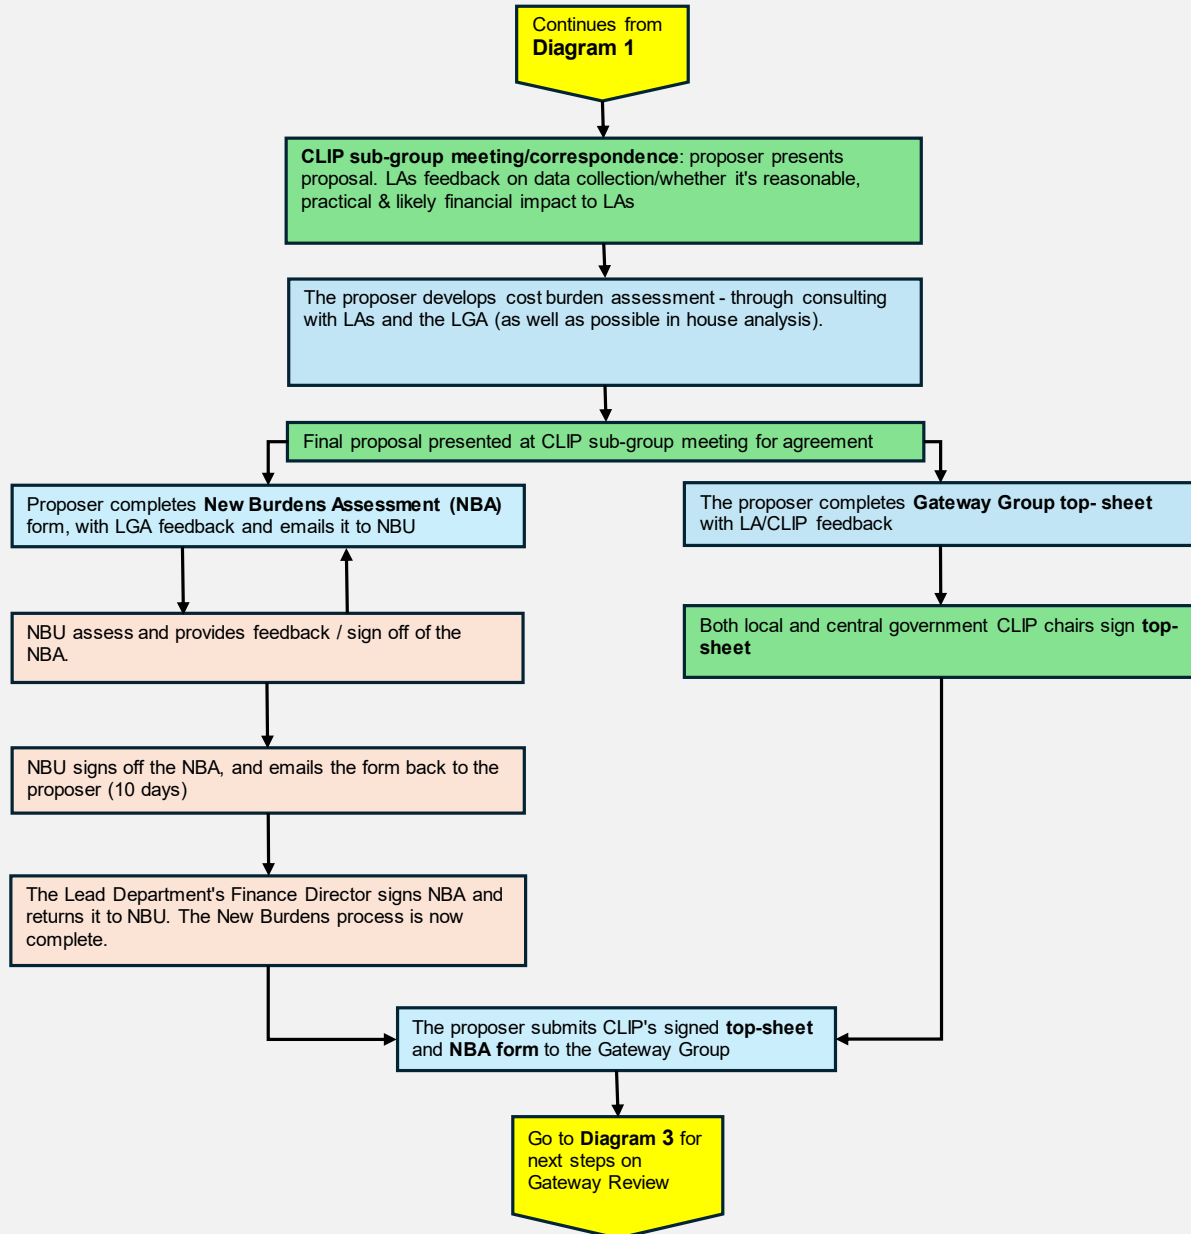 Continues from
Diagram 1
CLIP sub-group meeting/correspondence: proposer presents
proposal. LAs feedback on data collection/whether it's reasonable,
practical & likely financial impact to LAs
The proposer develops cost burden assessment - through consulting
with LAs and the LGA (as well as possible in house analysis).
Final proposal presented at CLIP sub-group meeting for agreement
Proposer completes New Burdens Assessment (NBA)
form, with LGA feedback and emails it to NBU
The proposer completes Gateway Group top- sheet
with LA/CLIP feedback
NBU assess and provides feedback / sign off of the
NBA.
Both local and central government CLIP chairs sign top-
sheet
NBU signs off the NBA, and emails the form back to the
proposer (10 days)
The Lead Department's Finance Director signs NBA and
returns it to NBU. The New Burdens process is now
complete.
The proposer submits CLIP's signed top-sheet
and NBA form to the Gateway Group
Go to Diagram 3 for
next steps on
Gateway Review